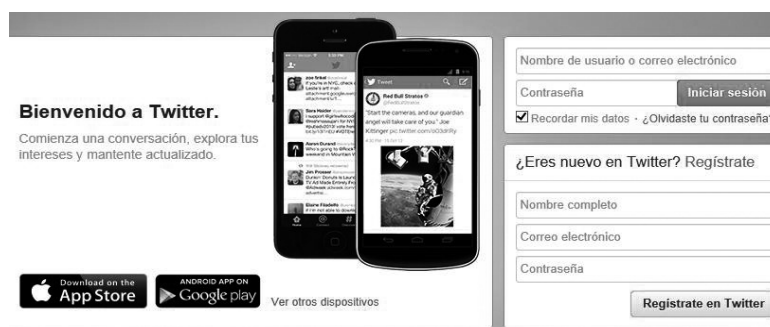 Bienvenido a Twitter.
Comienza una conversación, explora tus
intereses y mantente actualizado.
Download on the
App Store
ANDROID APP ON
Google play
Ver otros dispositivos
Tweet
Red Bull Stratos
@RedBullStratos
"Start the cameras, and our guardian
angel will take care of you." Joe
Kittinger
Nombre de usuario o correo electrónico
Contraseña
Iniciar sesión
Recordar mis datos · ¿Olvidaste tu contraseña?
¿Eres nuevo en Twitter? Regístrate
Nombre completo
Correo electrónico
Contraseña
Regístrate en Twitter